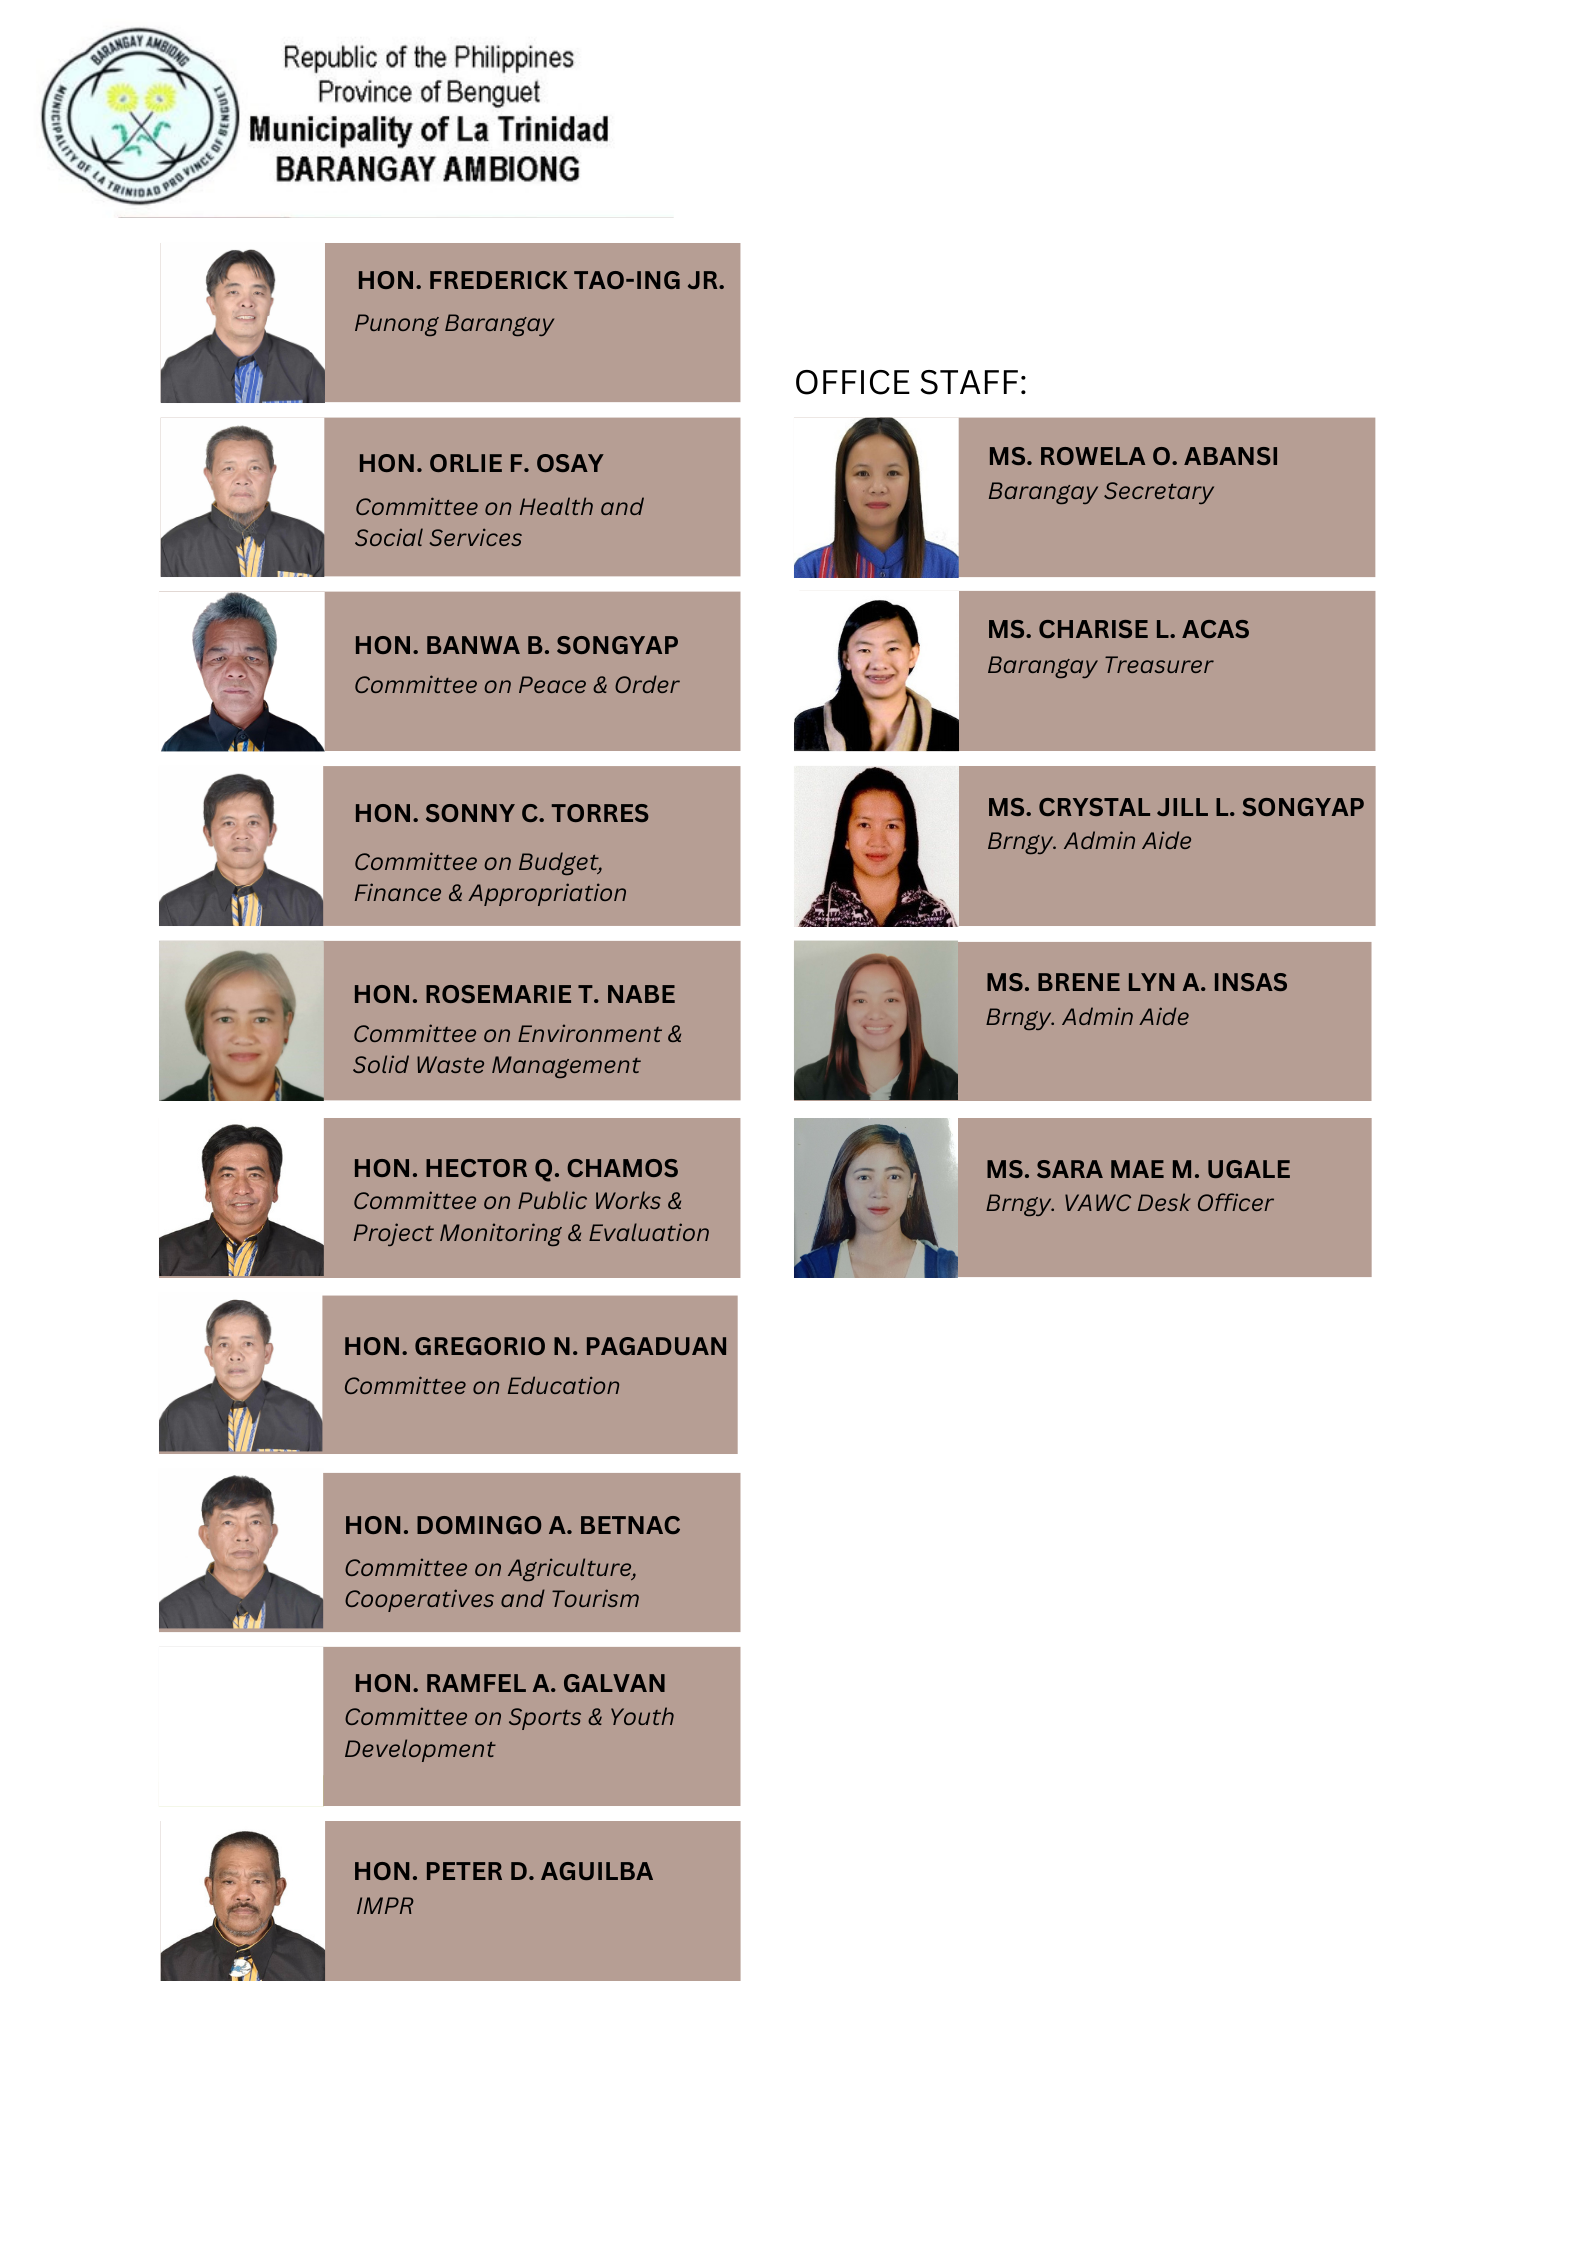 BARANGAY AMBIONG
MUNICIPALITY OF LA TRINIDAD PROVINCE OF BENGUET
Republic of the Philippines
Province of Benguet
Municipality of La Trinidad
BARANGAY AMBIONG
HON. FREDERICK TAO-ING JR.
Punong Barangay
HON. ORLIE F. OSAY
Committee on Health and
Social Services
HON. BANWA B. SONGYAP
Committee on Peace & Order
HON. SONNY C. TORRES
Committee on Budget,
Finance & Appropriation
HON. ROSEMARIE T. NABE
Committee on Environment &
Solid Waste Management
HON. HECTOR Q. CHAMOS
Committee on Public Works &
Project Monitoring & Evaluation
HON. GREGORIO N. PAGADUAN
Committee on Education
HON. DOMINGO A. BETNAC
Committee on Agriculture,
Cooperatives and Tourism
HON. RAMFEL A. GALVAN
Committee on Sports & Youth
Development
HON. PETER D. AGUILBA
IMPR
OFFICE STAFF:
MS. ROWELA O. ABANSI
Barangay Secretary
MS. CHARISE L. ACAS
Barangay Treasurer
MS. CRYSTAL JILL L. SONGYAP
Brngy. Admin Aide
MS. BRENE LYN A. INSAS
Brngy. Admin Aide
MS. SARA MAE M. UGALE
Brngy. VAWC Desk Officer